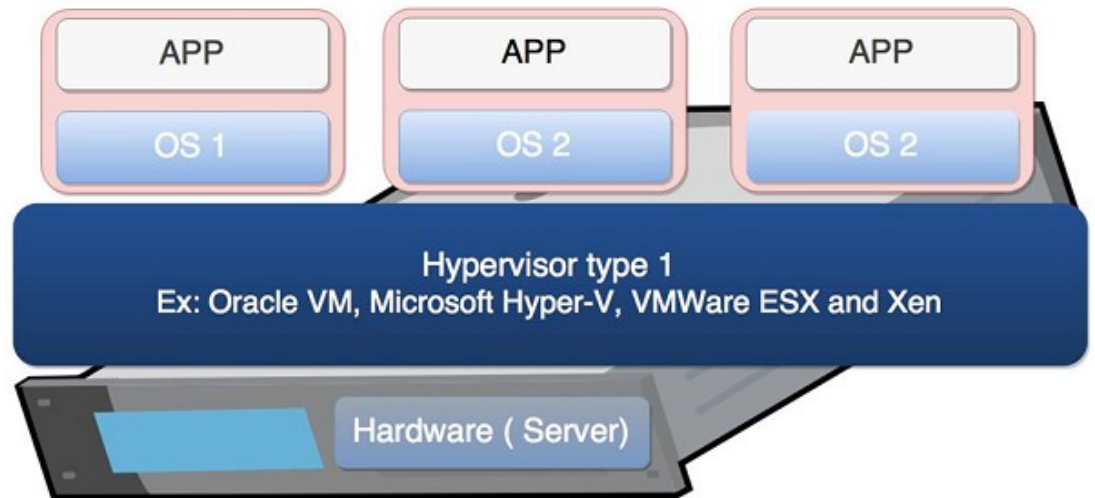 APP
APP
APP
OS 1
OS 2
OS 2
Hypervisor type 1
Ex: Oracle VM, Microsoft Hyper-V, VMWare ESX and Xen
Hardware ( Server)